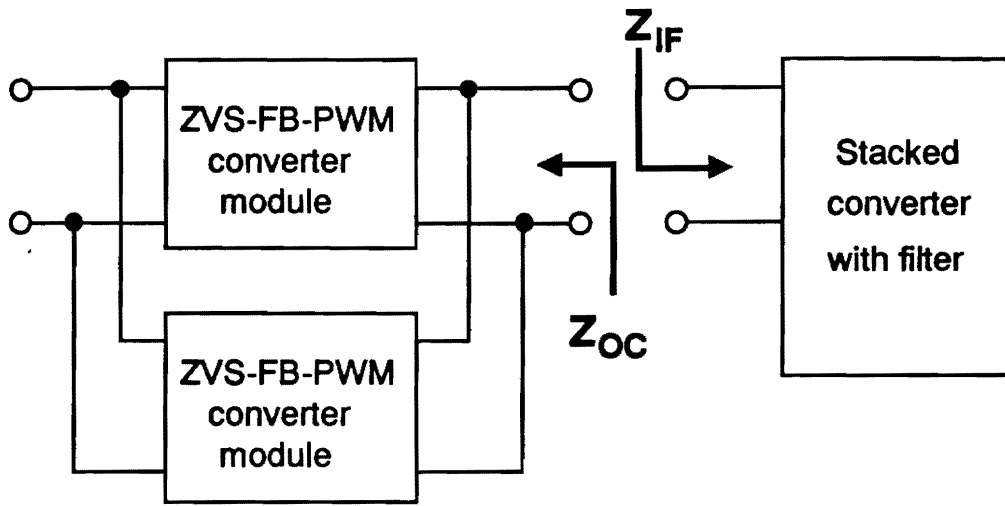 Z_IF
ZVS-FB-PWM
converter
module
Stacked
converter
with filter
Z_OC
ZVS-FB-PWM
converter
module